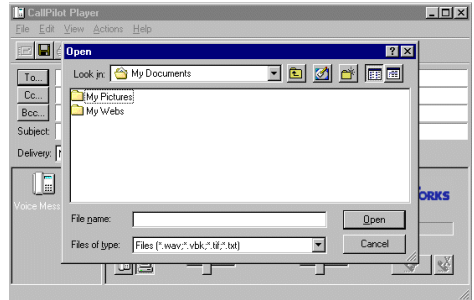 CallPilot Player
File Edit View Actions Help
Open
To...
Look in: My Documents
Cc...
My Pictures
Bcc...
My Webs
Subject:
Delivery:
Voice Mess
ORKS
File name:
Open
Files of type: Files (*.wav;*.vbk;*.tif;*.txt)
Cancel